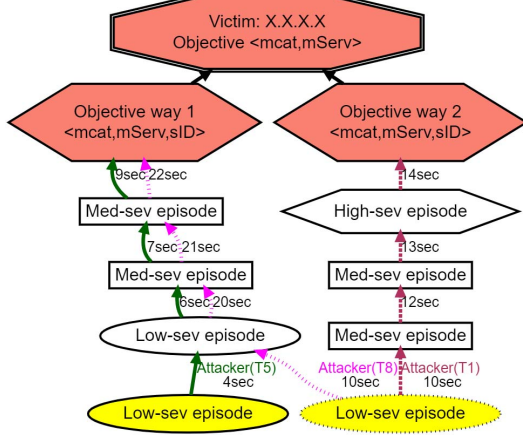 Victim: X.X.X.X
Objective <mcat,mServ>
Objective way 1
<mcat,mServ,sID>
Objective way 2
<mcat,mServ,sID>
9sec 22sec
14sec
Med-sev episode
High-sev episode
7sec 21sec
13sec
Med-sev episode
Med-sev episode
6sec 20sec
12sec
Low-sev episode
Med-sev episode
Attacker(T5)
4sec
Attacker(T8)
10sec
Attacker(T1)
10sec
Low-sev episode
Low-sev episode